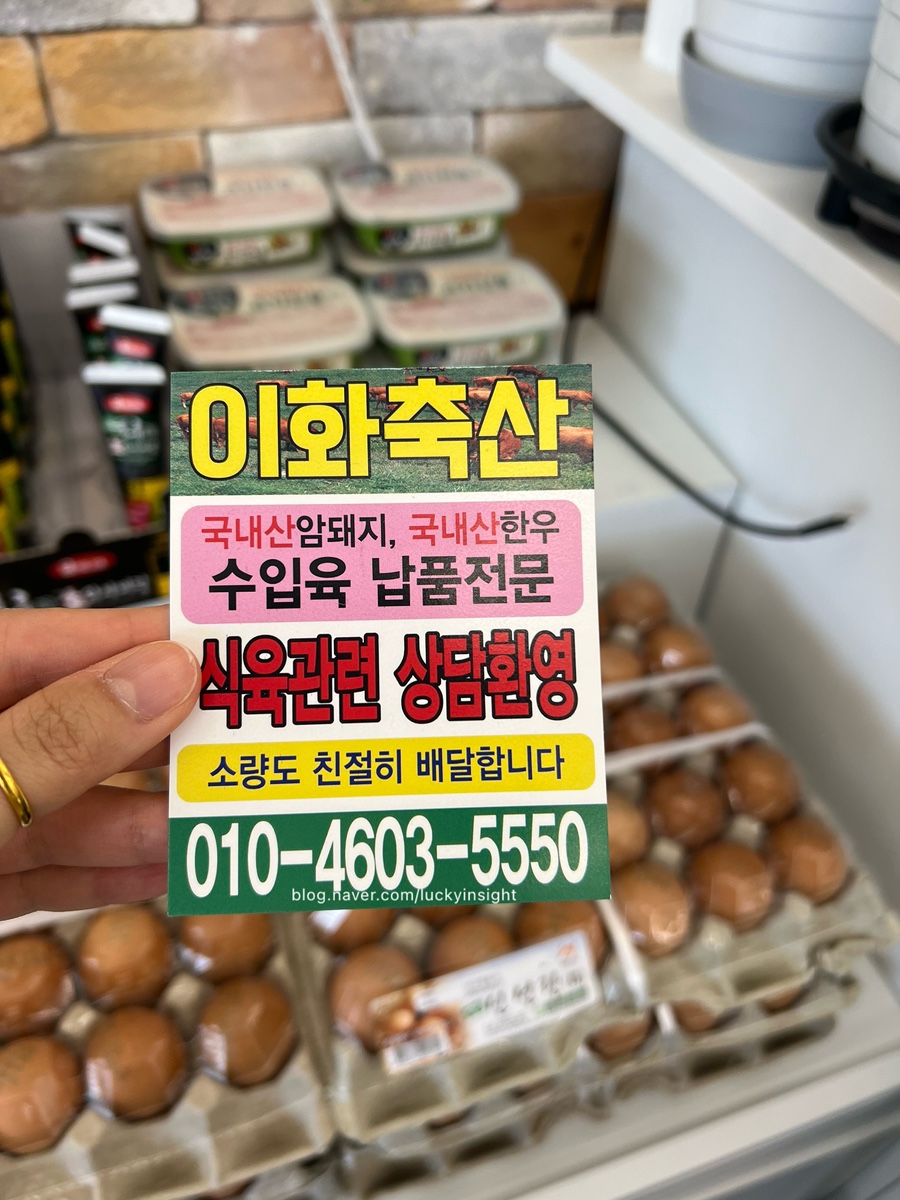 이화축산
국내산암돼지, 국내산한우
수입육 납품전문
식육관련 상담환영
소량도 친절히 배달합니다
010-4603-5550
blog.naver.com/luckyinsight